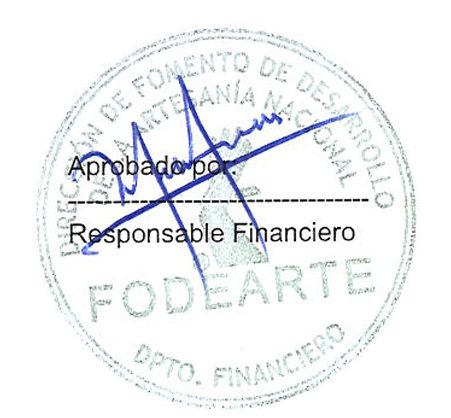 DIRECCIÓN DE FOMENTO DE DESARROLLO
DE LA ARTESANÍA NACIONAL
Aprobado por:
--------------------------------
Responsable Financiero
FODEARTE
DPTO. FINANCIERO